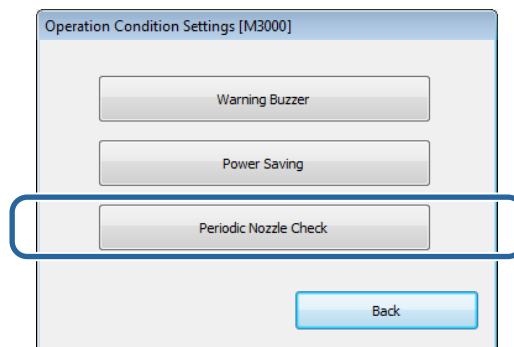 Operation Condition Settings [M3000]
Warning Buzzer
Power Saving
Periodic Nozzle Check
Back